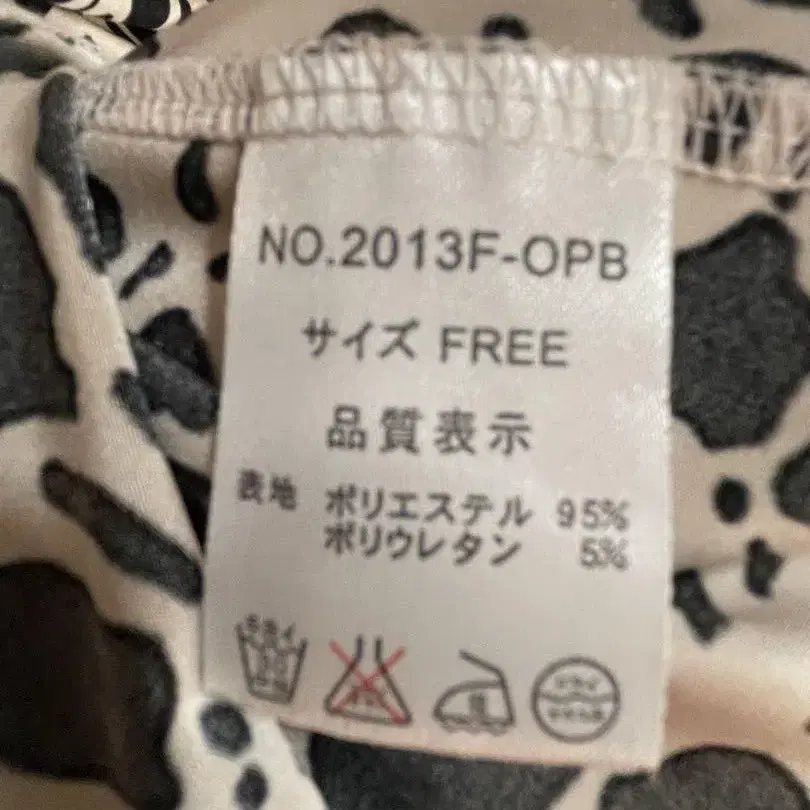 NO.2013F-OPB
サイズ FREE
品質表示
表地 ポリエステル 95%
ポリウレタン 5%